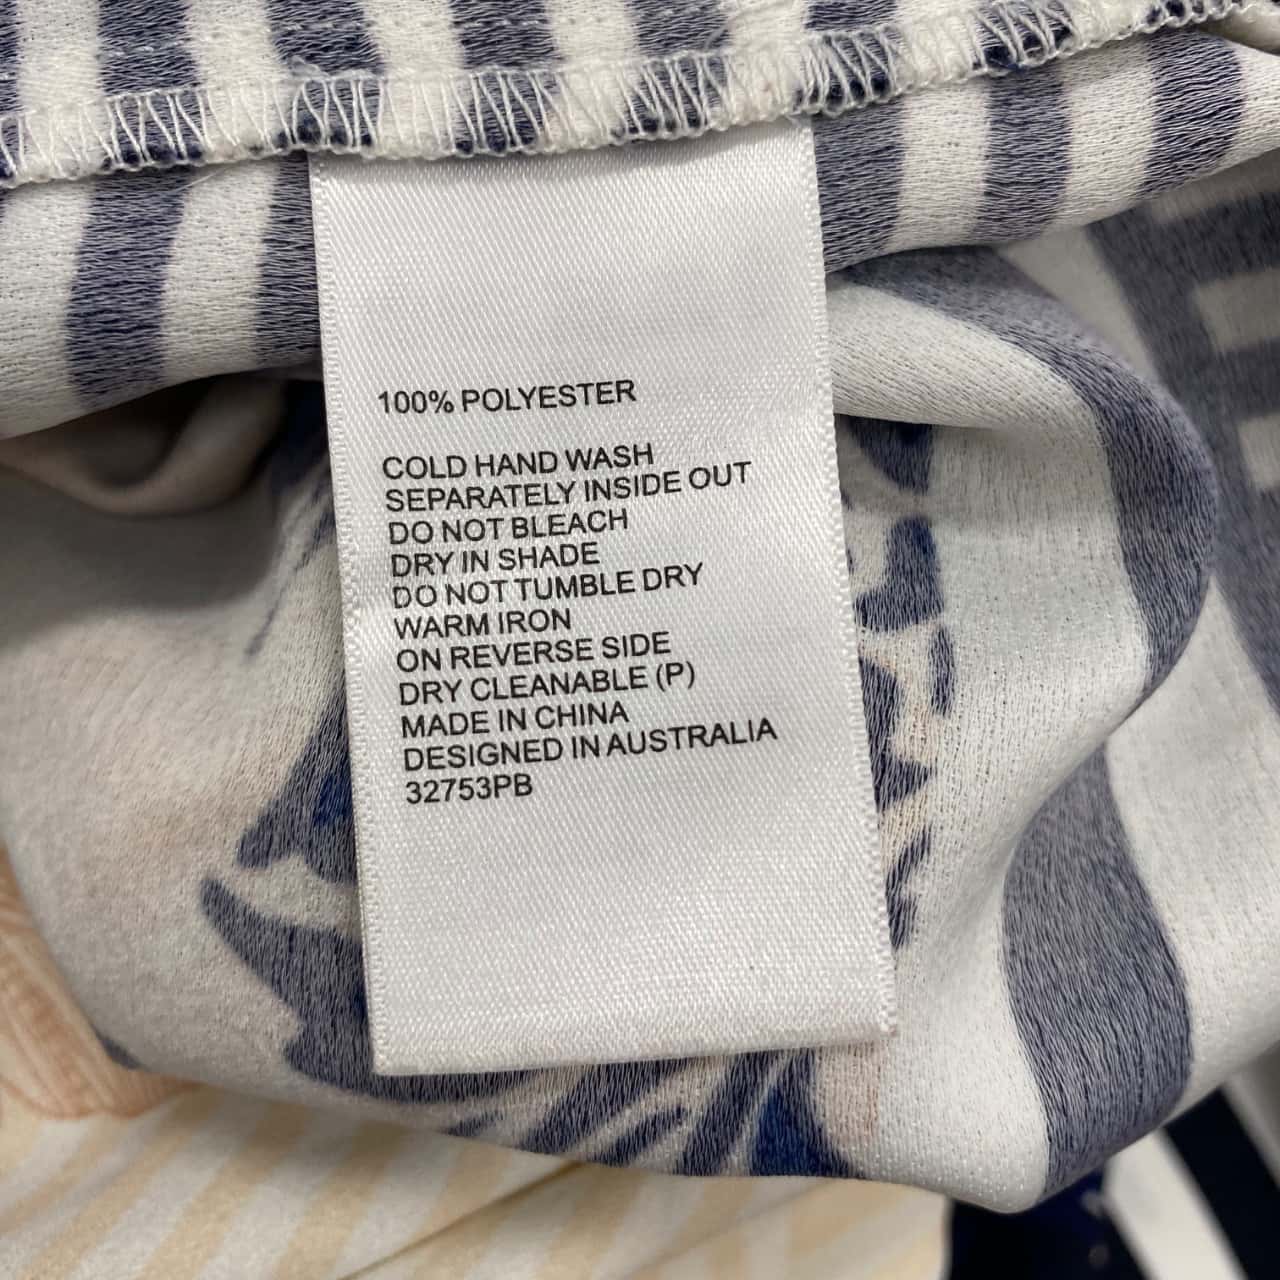 100% POLYESTER
COLD HAND WASH
SEPARATELY INSIDE OUT
DO NOT BLEACH
DRY IN SHADE
DO NOT TUMBLE DRY
WARM IRON
ON REVERSE SIDE
DRY CLEANABLE (P)
MADE IN CHINA
DESIGNED IN AUSTRALIA
32753PB